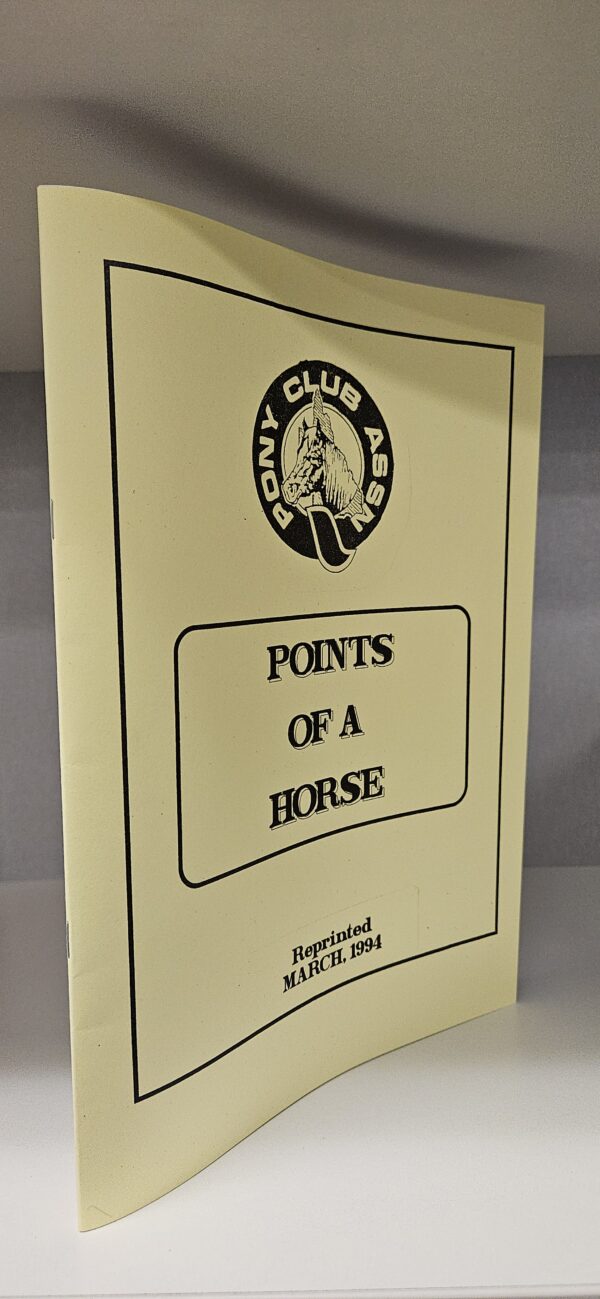 PONY CLUB ASSN
POINTS
OF A
HORSE
Reprinted
MARCH, 1994